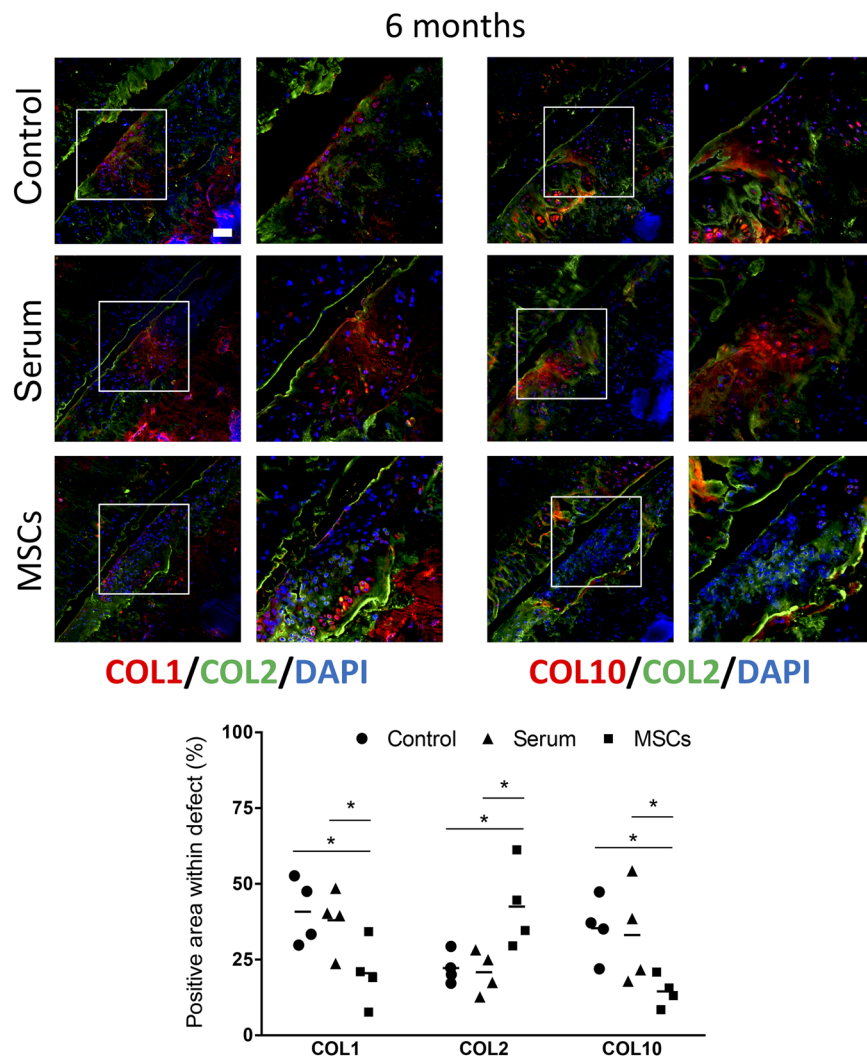 6 months
Control
Serum
MSCs
COL1/COL2/DAPI
COL10/COL2/DAPI
Positive area within defect (%)
100
75
50
25
0
Control
Serum
MSCs
*
*
*
*
*
*
COL1
COL2
COL10